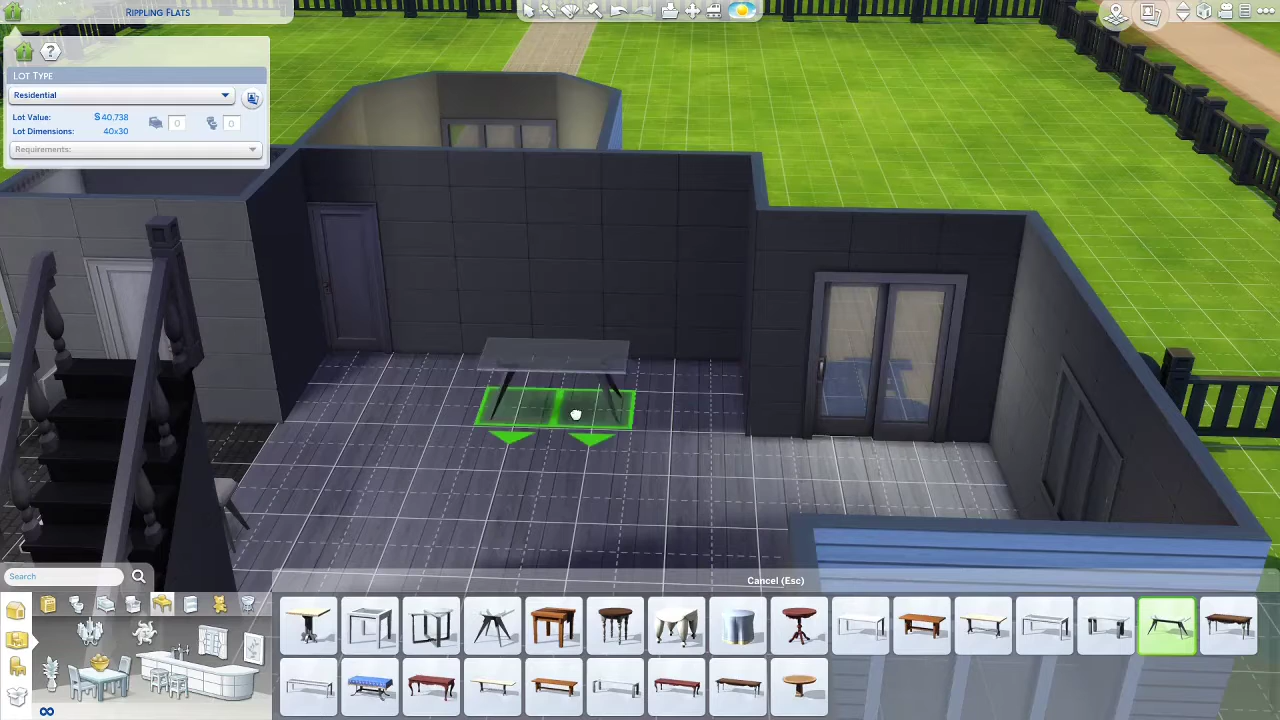 Rippling Flats
Lot Type
Residential
Lot Value: §40,738
0
0
Lot Dimensions: 40x30
Requirements:
Cancel (Esc)
Search